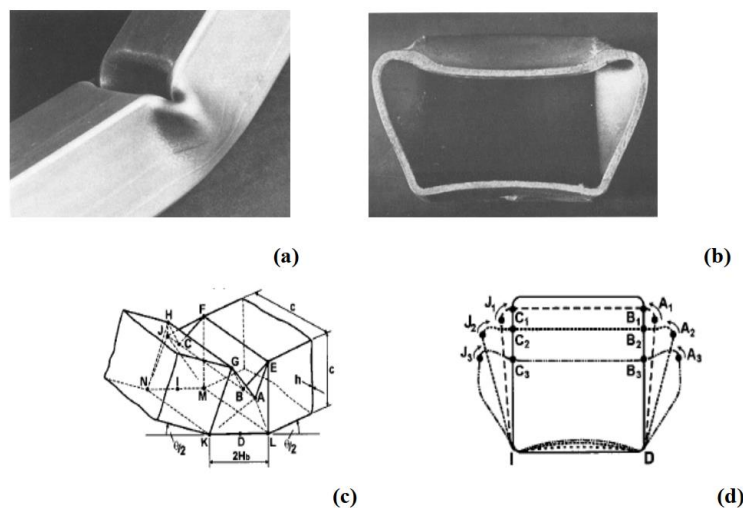 (a)
(b)
H
F
J
C
C
G
E
N
I
M
B
A
h
C
θ/2
K
D
L
θ/2
2Hb
(c)
J1
C1
B1
A1
J2
C2
B2
A2
J3
C3
B3
A3
I
D
(d)